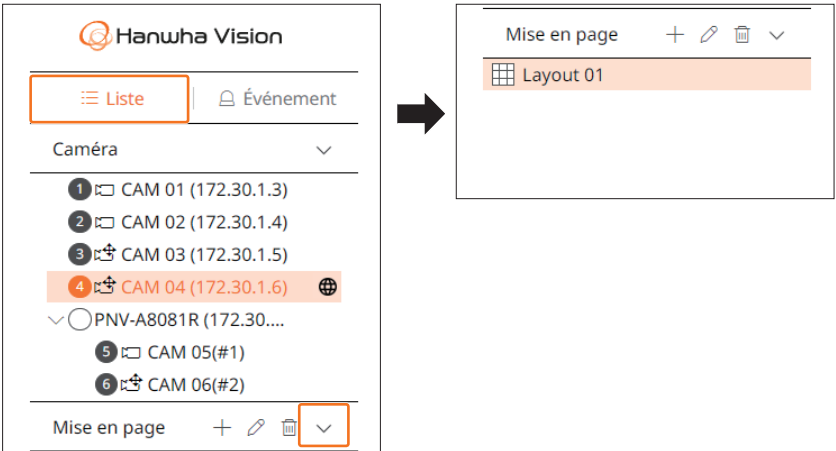 Hanwha Vision
Liste
Événement
Caméra
1 CAM 01 (172.30.1.3)
2 CAM 02 (172.30.1.4)
3 CAM 03 (172.30.1.5)
4 CAM 04 (172.30.1.6)
PNV-A8081R (172.30....
5 CAM 05(#1)
6 CAM 06(#2)
Mise en page
Mise en page
Layout 01